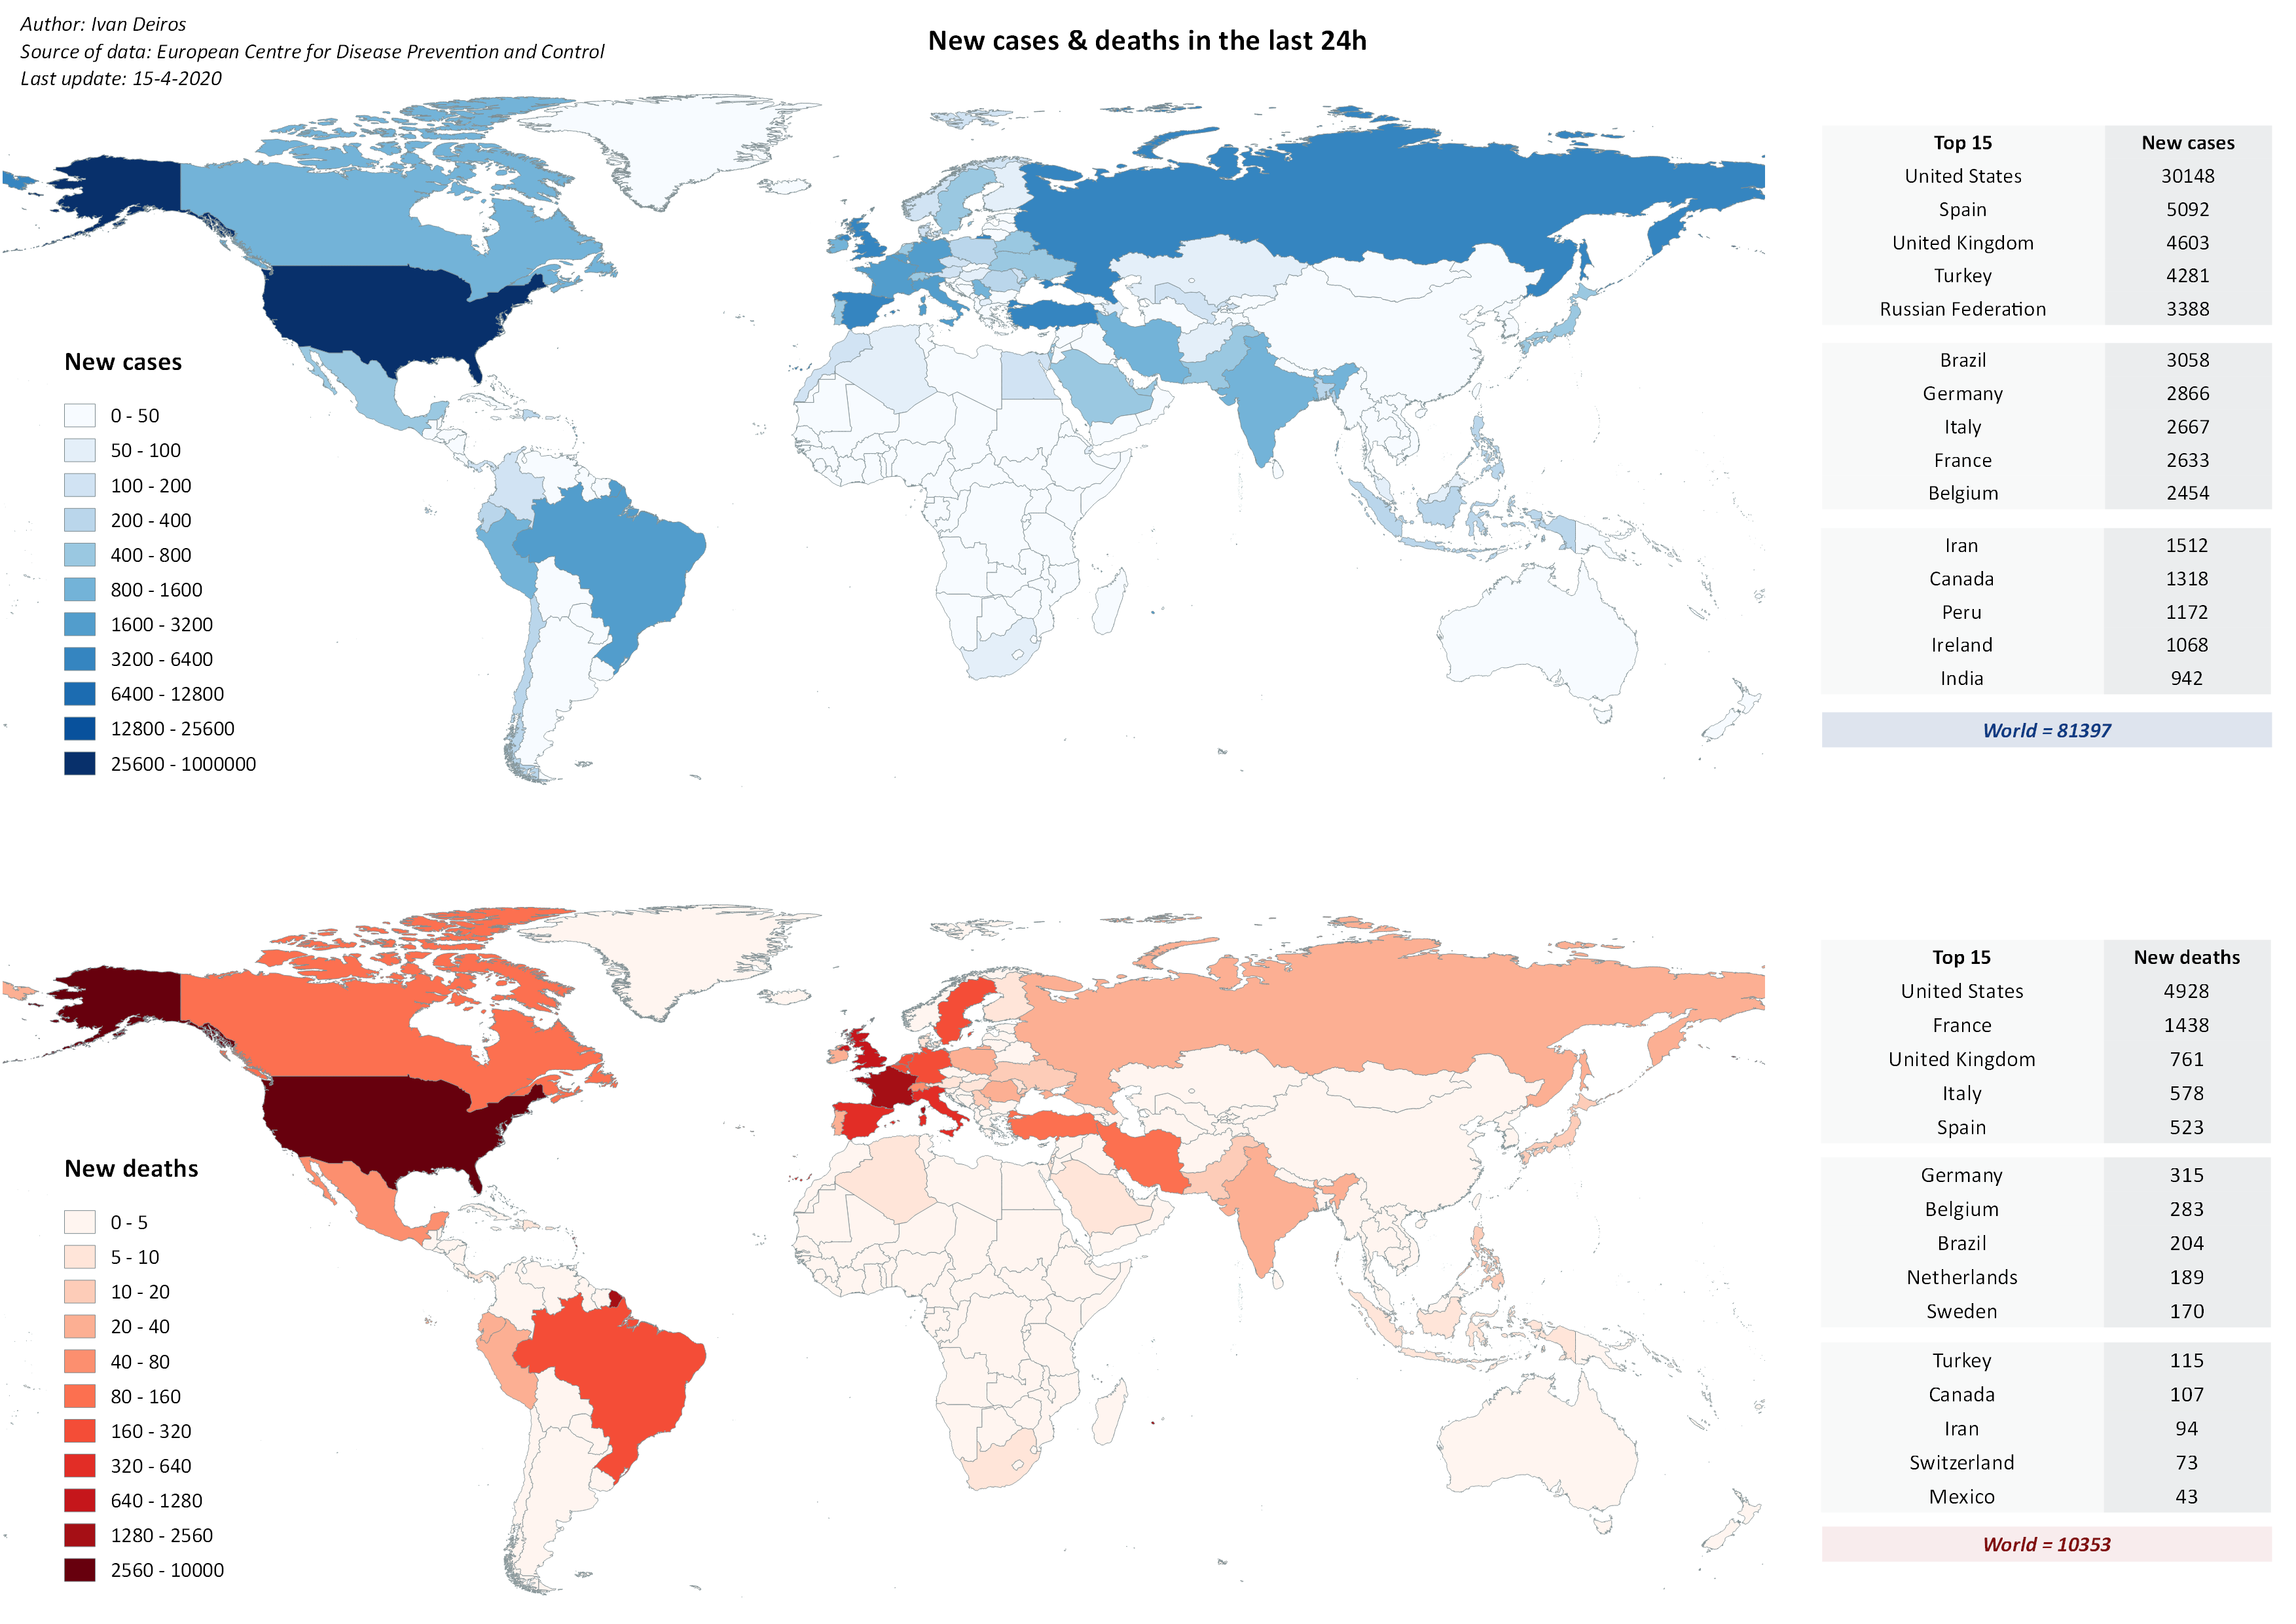 Author: Ivan Deiros
Source of data: European Centre for Disease Prevention and Control
Last update: 15-4-2020
New cases & deaths in the last 24h
New cases
0 - 50
50 - 100
100 - 200
200 - 400
400 - 800
800 - 1600
1600 - 3200
3200 - 6400
6400 - 12800
12800 - 25600
25600 - 1000000
Top 15 New cases
United States 30148
Spain 5092
United Kingdom 4603
Turkey 4281
Russian Federation 3388
Brazil 3058
Germany 2866
Italy 2667
France 2633
Belgium 2454
Iran 1512
Canada 1318
Peru 1172
Ireland 1068
India 942
World = 81397
New deaths
0 - 5
5 - 10
10 - 20
20 - 40
40 - 80
80 - 160
160 - 320
320 - 640
640 - 1280
1280 - 2560
2560 - 10000
Top 15 New deaths
United States 4928
France 1438
United Kingdom 761
Italy 578
Spain 523
Germany 315
Belgium 283
Brazil 204
Netherlands 189
Sweden 170
Turkey 115
Canada 107
Iran 94
Switzerland 73
Mexico 43
World = 10353